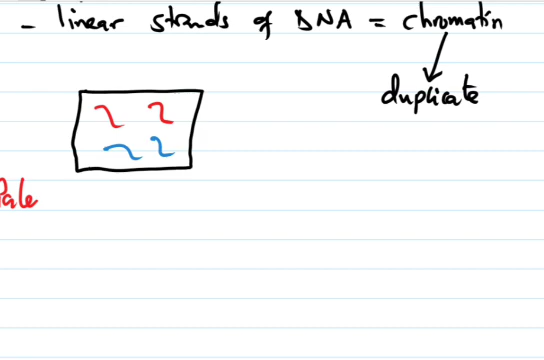 - linear strands of DNA = chromatin
duplicate